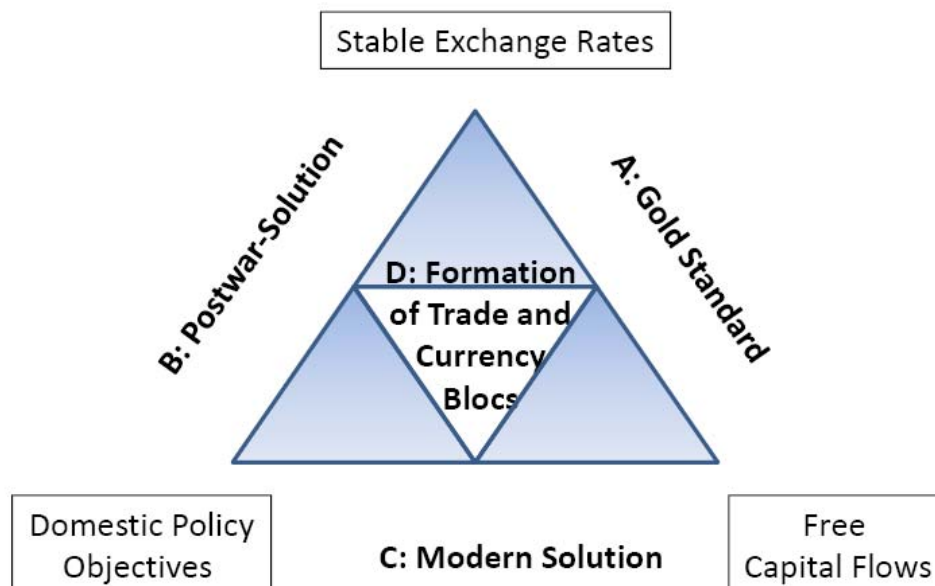 Stable Exchange Rates
B: Postwar-Solution
A: Gold Standard
D: Formation
of Trade and
Currency
Blocs
Domestic Policy
Objectives
C: Modern Solution
Free
Capital Flows